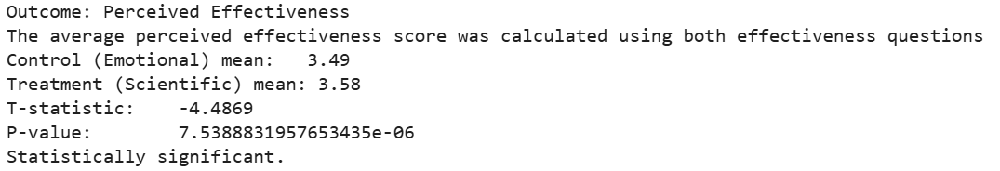 Outcome: Perceived Effectiveness
The average perceived effectiveness score was calculated using both effectiveness questions
Control (Emotional) mean:   3.49
Treatment (Scientific) mean: 3.58
T-statistic:    -4.4869
P-value:        7.5388831957653435e-06
Statistically significant.